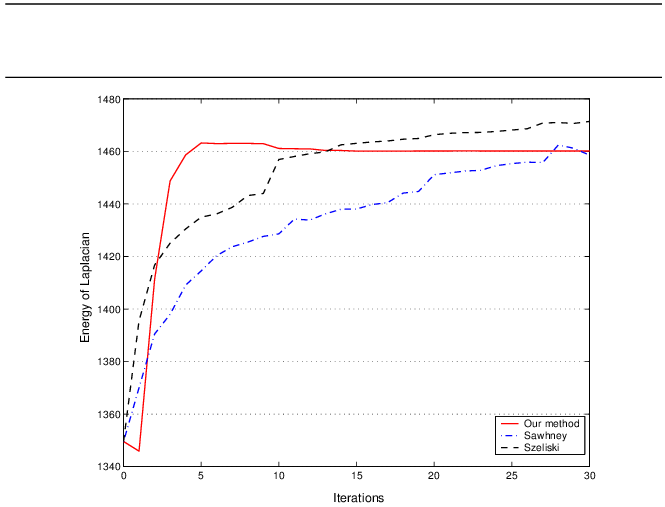 1480
1460
1440
1420
1400
1380
1360
1340
Energy of Laplacian
0 5 10 15 20 25 30
Iterations
Our method
Sawhney
Szeliski